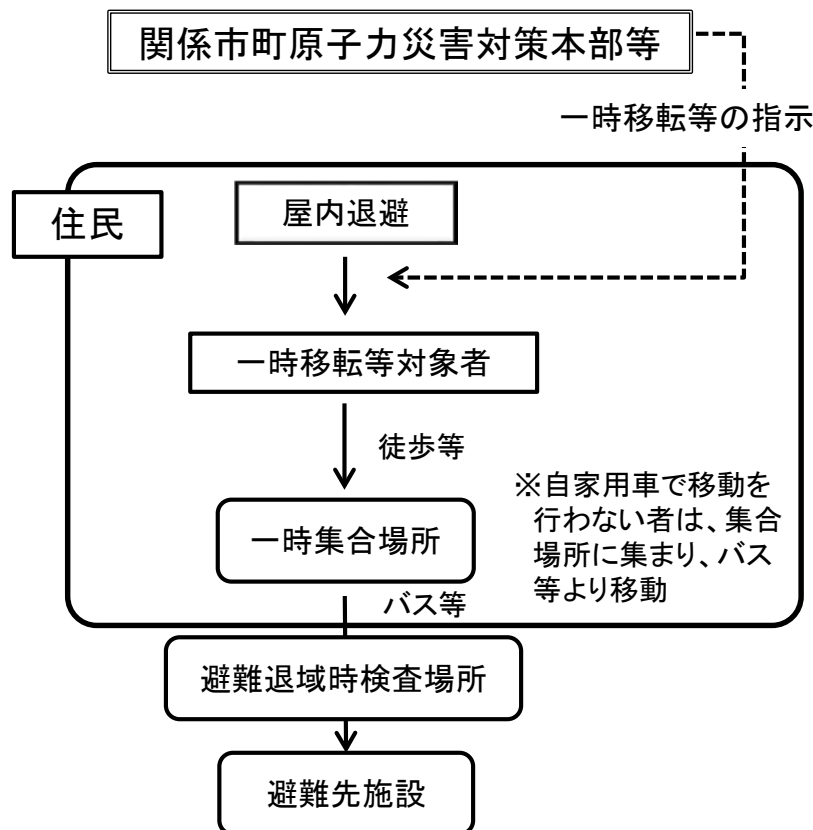 関係市町原子力災害対策本部等
一時移転等の指示
住民
屋内退避
一時移転等対象者
徒歩等
※自家用車で移動を
行わない者は、集合
場所に集まり、バス
等より移動
一時集合場所
バス等
避難退域時検査場所
避難先施設